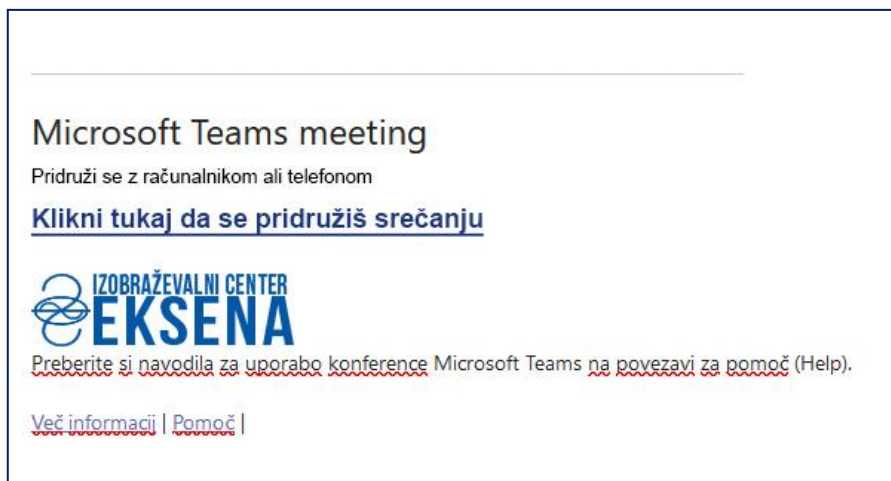 Microsoft Teams meeting
Pridruži se z računalnikom ali telefonom
Klikni tukaj da se pridružiš srečanju
IZOBRAŽEVALNI CENTER
EKSENA
Preberite si navodila za uporabo konference Microsoft Teams na povezavi za pomoč (Help).
Več informacij | Pomoč |